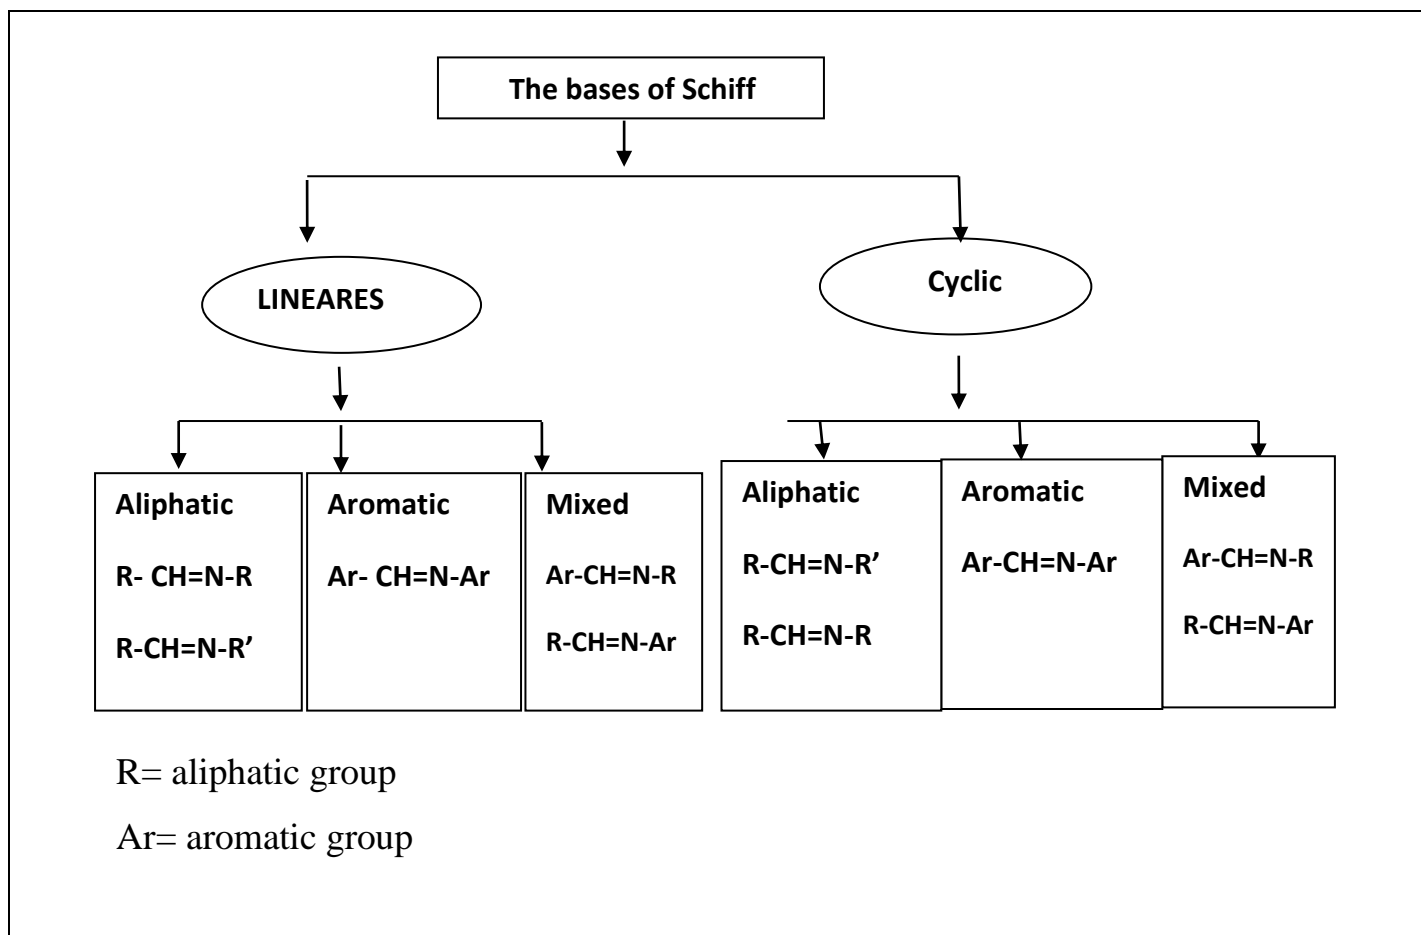 The bases of Schiff
LINEARES
Cyclic
Aliphatic
R- CH=N-R
R-CH=N-R’
Aromatic
Ar- CH=N-Ar
Mixed
Ar-CH=N-R
R-CH=N-Ar
Aliphatic
R-CH=N-R’
R-CH=N-R
Aromatic
Ar-CH=N-Ar
Mixed
Ar-CH=N-R
R-CH=N-Ar
R= aliphatic group
Ar= aromatic group